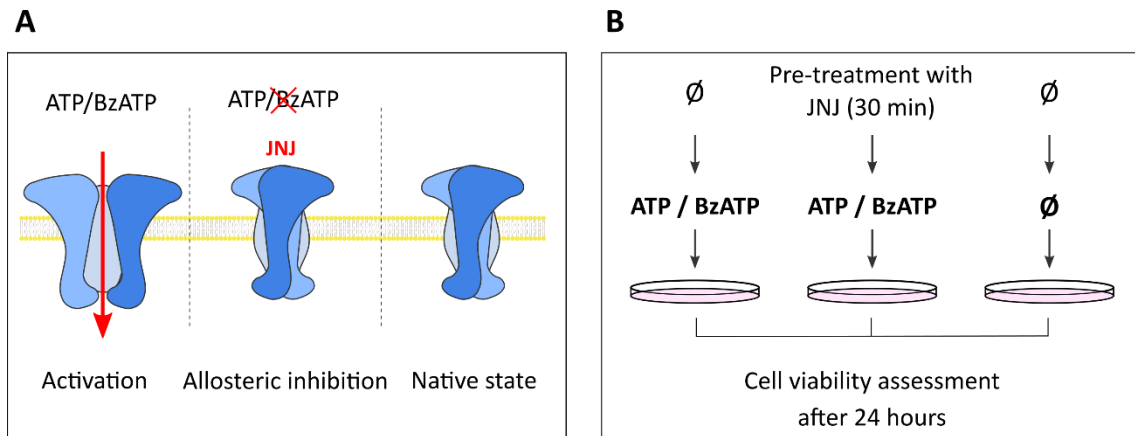 A
ATP/BzATP
ATP/BzATP
JNJ
Activation
Allosteric inhibition
Native state
B
Ø
Pre-treatment with
JNJ (30 min)
Ø
ATP / BzATP
ATP / BzATP
Ø
Cell viability assessment
after 24 hours